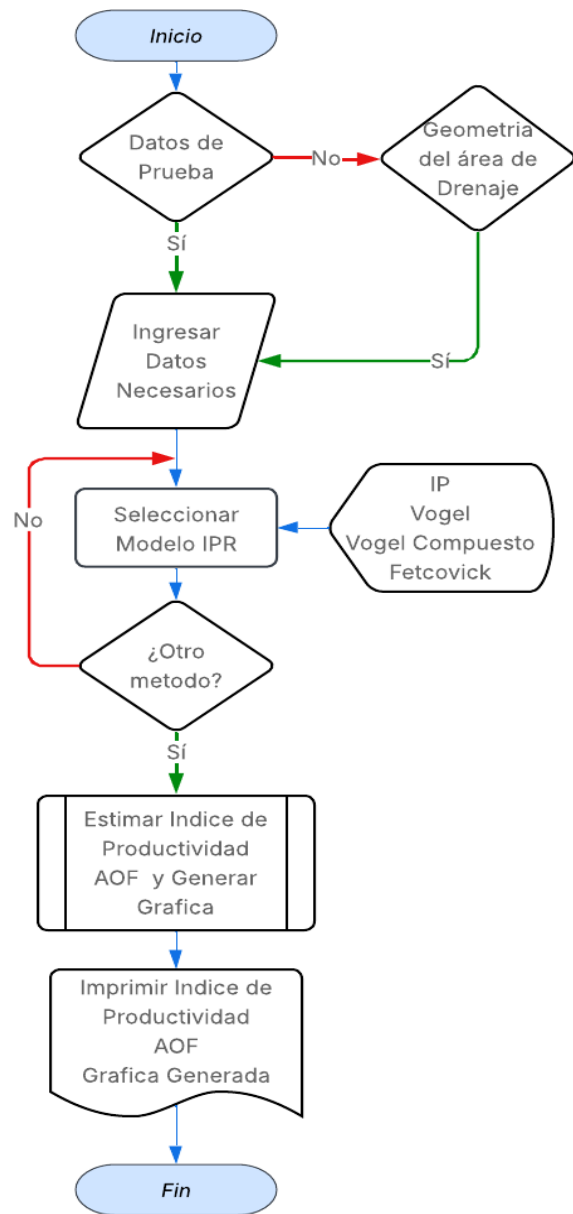 Inicio
Datos de
Prueba
No
Geometria
del área de
Drenaje
Sí
Sí
Ingresar
Datos
Necesarios
No
Seleccionar
Modelo IPR
IP
Vogel
Vogel Compuesto
Fetcovick
¿Otro
metodo?
Sí
Estimar Indice de
Productividad
AOF y Generar
Grafica
Imprimir Indice de
Productividad
AOF
Grafica Generada
Fin